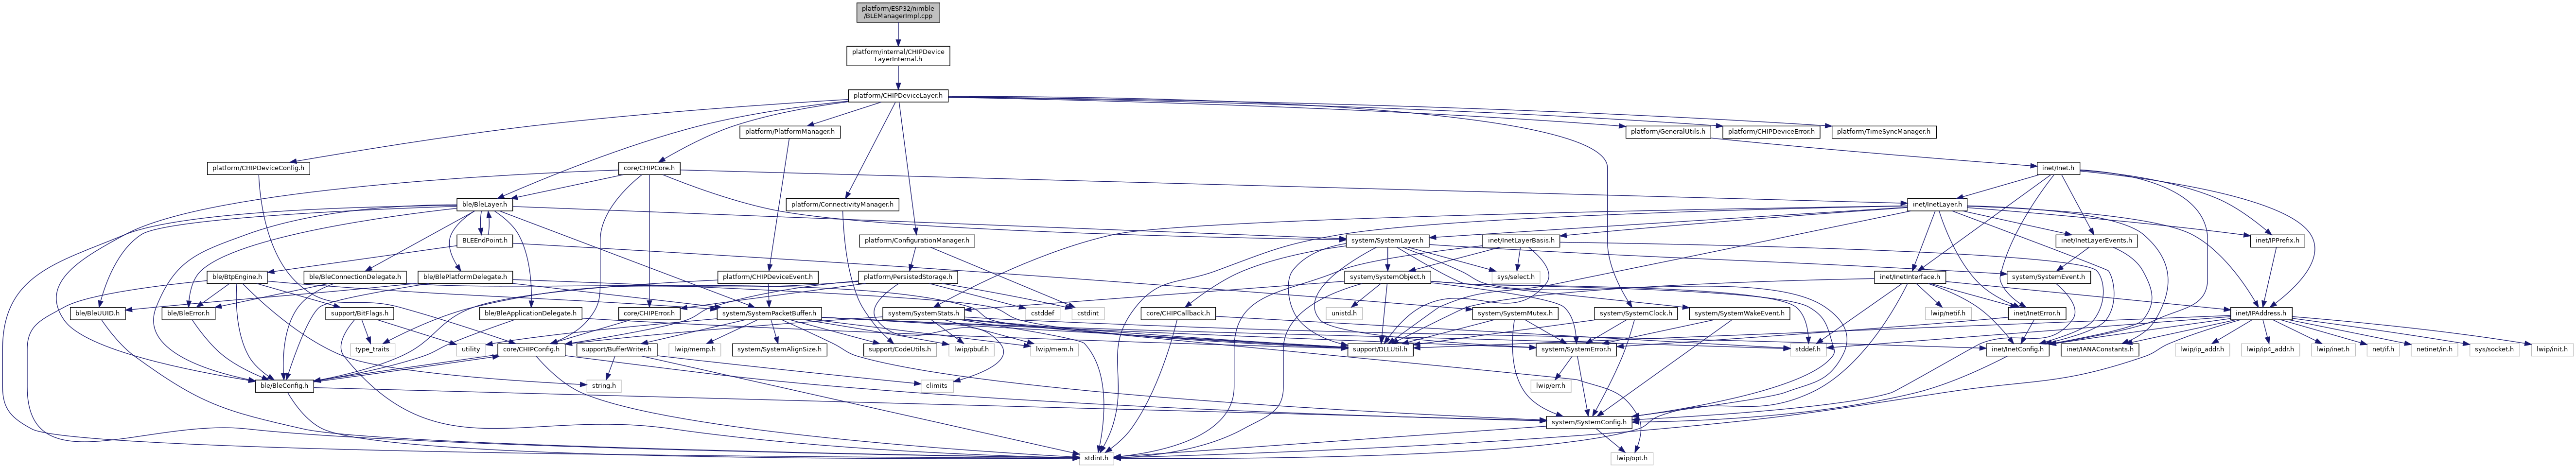 platform/ESP32/nimble
/BLEManagerImpl.cpp
platform/internal/CHIPDevice
LayerInternal.h
platform/CHIPDeviceLayer.h
platform/PlatformManager.h
platform/GeneralUtils.h
platform/CHIPDeviceError.h
platform/TimeSyncManager.h
platform/CHIPDeviceConfig.h
core/CHIPCore.h
inet/Inet.h
ble/BleLayer.h
platform/ConnectivityManager.h
inet/InetLayer.h
BLEEndPoint.h
platform/ConfigurationManager.h
system/SystemLayer.h
inet/InetLayerBasis.h
inet/InetLayerEvents.h
inet/IPPrefix.h
ble/BtpEngine.h
ble/BleConnectionDelegate.h
ble/BlePlatformDelegate.h
platform/CHIPDeviceEvent.h
platform/PersistedStorage.h
system/SystemObject.h
sys/select.h
inet/InetInterface.h
system/SystemEvent.h
ble/BleUUID.h
ble/BleError.h
support/BitFlags.h
ble/BleApplicationDelegate.h
core/CHIPError.h
system/SystemPacketBuffer.h
system/SystemStats.h
cstddef
cstdint
core/CHIPCallback.h
unistd.h
system/SystemMutex.h
system/SystemClock.h
system/SystemWakeEvent.h
lwip/netif.h
inet/InetError.h
inet/IPAddress.h
type_traits
utility
core/CHIPConfig.h
support/BufferWriter.h
lwip/memp.h
system/SystemAlignSize.h
support/CodeUtils.h
lwip/pbuf.h
lwip/mem.h
support/DLLUtil.h
system/SystemError.h
stddef.h
inet/InetConfig.h
inet/IANAConstants.h
lwip/ip_addr.h
lwip/ip4_addr.h
lwip/inet.h
net/if.h
netinet/in.h
sys/socket.h
lwip/init.h
ble/BleConfig.h
string.h
climits
lwip/err.h
system/SystemConfig.h
stdint.h
lwip/opt.h